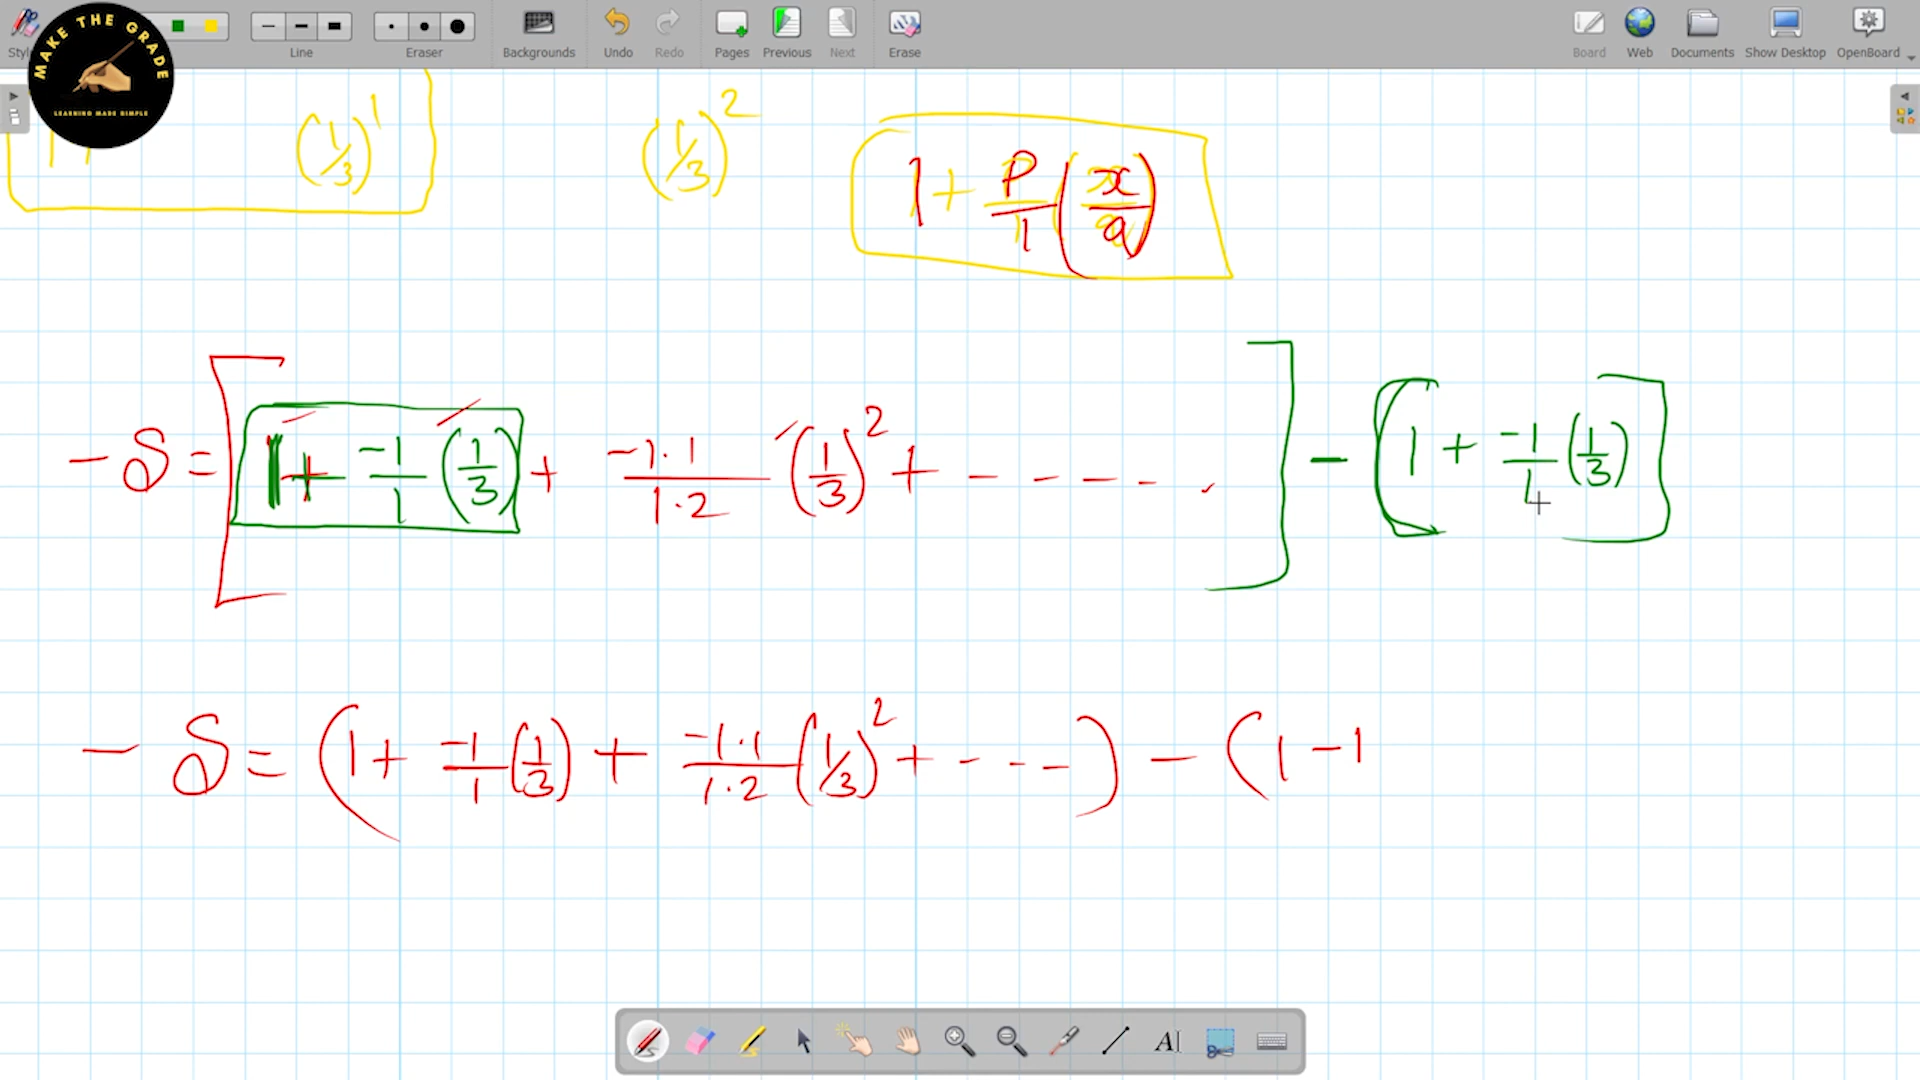 Line Eraser Backgrounds Undo Redo Pages Previous Next Erase Board Web Documents Show Desktop OpenBoard
MAKE THE GRADE
LEARNING MADE SIMPLE
(1/3)^1 (1/3)^2 1 + P/1 (x/a)
-S = [1 + -1/1 (1/3) + -1·1/1·2 (1/3)^2 + - - - - - .] - [1 + -1/1 (1/3)]
- S = (1 + -1/1 (1/3) + -1·1/1·2 (1/3)^2 + - - - -) - (1 - 1
AI